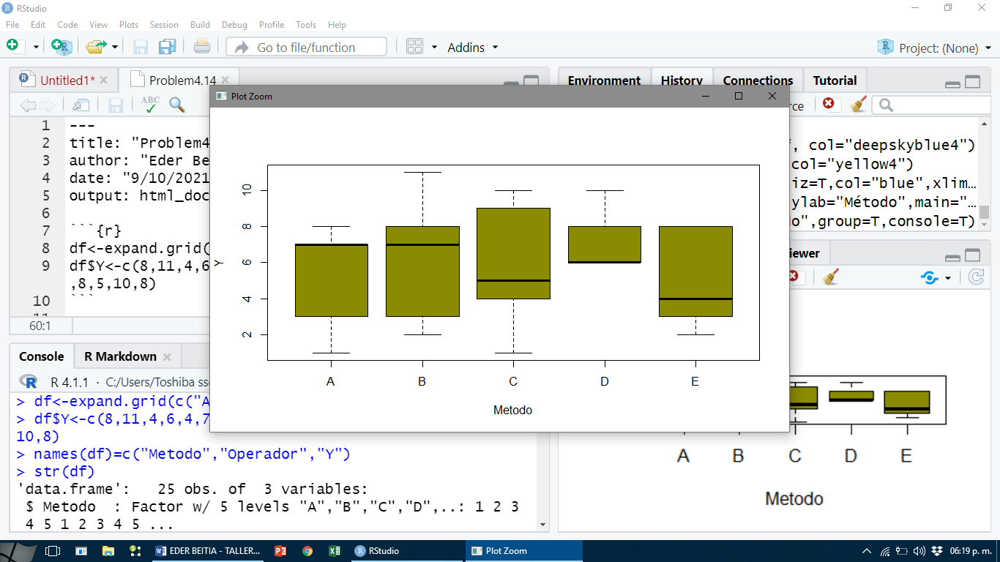 RStudio
File Edit Code View Plots Session Build Debug Profile Tools Help
Go to file/function Addins Project: (None)
Untitled1* Problem4.14
ABC
1 ---
2 title: "Problem4
3 author: "Eder Be
4 date: "9/10/2021
5 output: html_doc
6
7 ```{r}
8 df<-expand.grid(
9 df$Y<-c(8,11,4,6
,8,5,10,8)
10 ```
60:1
Console R Markdown
R 4.1.1 · C:/Users/Toshiba ss
> df<-expand.grid(c("A
> df$Y<-c(8,11,4,6,4,7
10,8)
> names(df)=c("Metodo","Operador","Y")
> str(df)
'data.frame': 25 obs. of 3 variables:
$ Metodo : Factor w/ 5 levels "A","B","C","D",..: 1 2 3
4 5 1 2 3 4 5 ...
Plot Zoom
10
8
6
4
2
Y
A B C D E
Metodo
Environment History Connections Tutorial
rce
, col="deepskyblue4")
col="yellow4")
iz=T,col="blue",xlim…
ylab="Método",main="…
o",group=T,console=T)
iewer
A B C D E
Metodo
EDER BEITIA - TALLER... RStudio Plot Zoom 06:19 p. m.